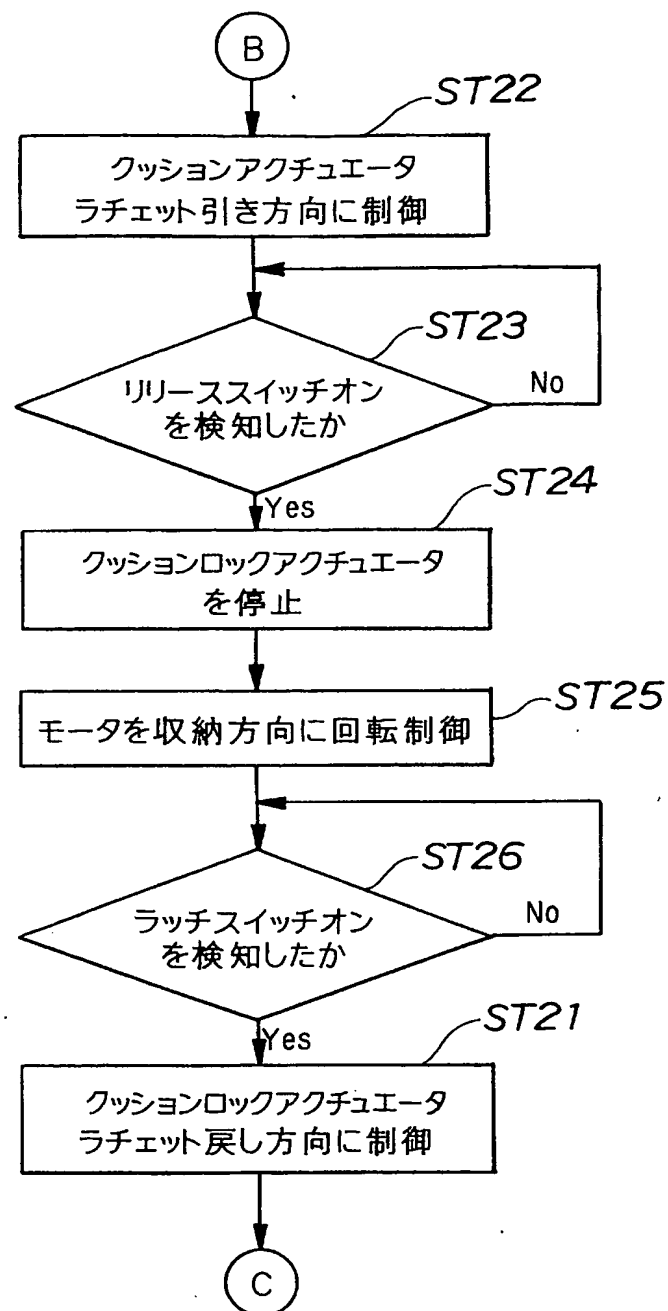 B
ST22
クッションアクチュエータ
ラチェット引き方向に制御
ST23
リリーススイッチオン
を検知したか
No
Yes
ST24
クッションロックアクチュエータ
を停止
ST25
モータを収納方向に回転制御
ST26
ラッチスイッチオン
を検知したか
No
Yes
ST21
クッションロックアクチュエータ
ラチェット戻し方向に制御
C